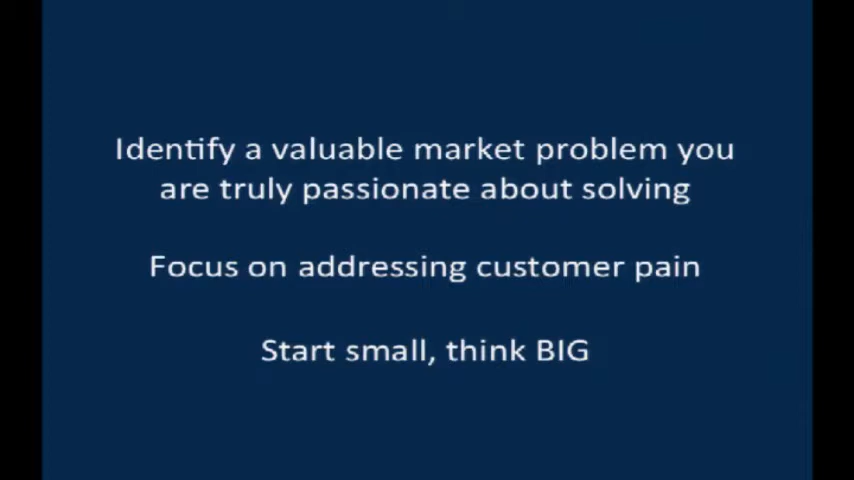 Identify a valuable market problem you
are truly passionate about solving
Focus on addressing customer pain
Start small, think BIG